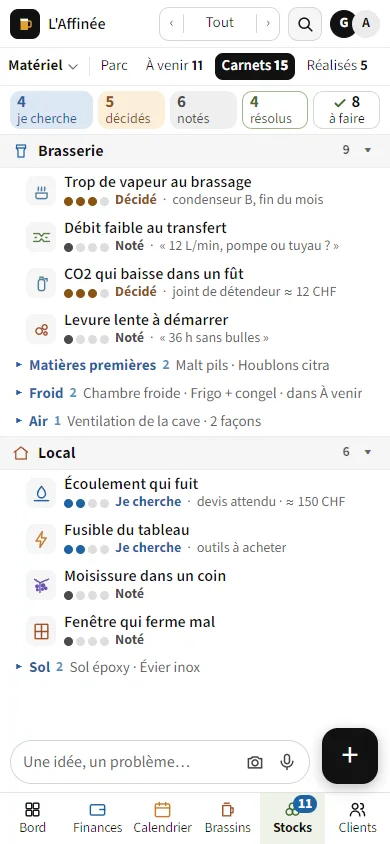 L'Affinée
‹ Tout ›
G A
Matériel Parc À venir 11 Carnets 15 Réalisés 5
4 5 6 4 8
je cherche décidés notés résolus à faire
Brasserie 9
Trop de vapeur au brassage
Décidé · condenseur B, fin du mois
Débit faible au transfert
Noté · « 12 L/min, pompe ou tuyau ? »
CO2 qui baisse dans un fût
Décidé · joint de détendeur ≈ 12 CHF
Levure lente à démarrer
Noté · « 36 h sans bulles »
Matières premières 2 Malt pils · Houblons citra
Froid 2 Chambre froide · Frigo + congel · dans À venir
Air 1 Ventilation de la cave · 2 façons
Local 6
Écoulement qui fuit
Je cherche · devis attendu · ≈ 150 CHF
Fusible du tableau
Je cherche · outils à acheter
Moisissure dans un coin
Noté
Fenêtre qui ferme mal
Noté
Sol 2 Sol époxy · Évier inox
Une idée, un problème…
+
11
Bord Finances Calendrier Brassins Stocks Clients